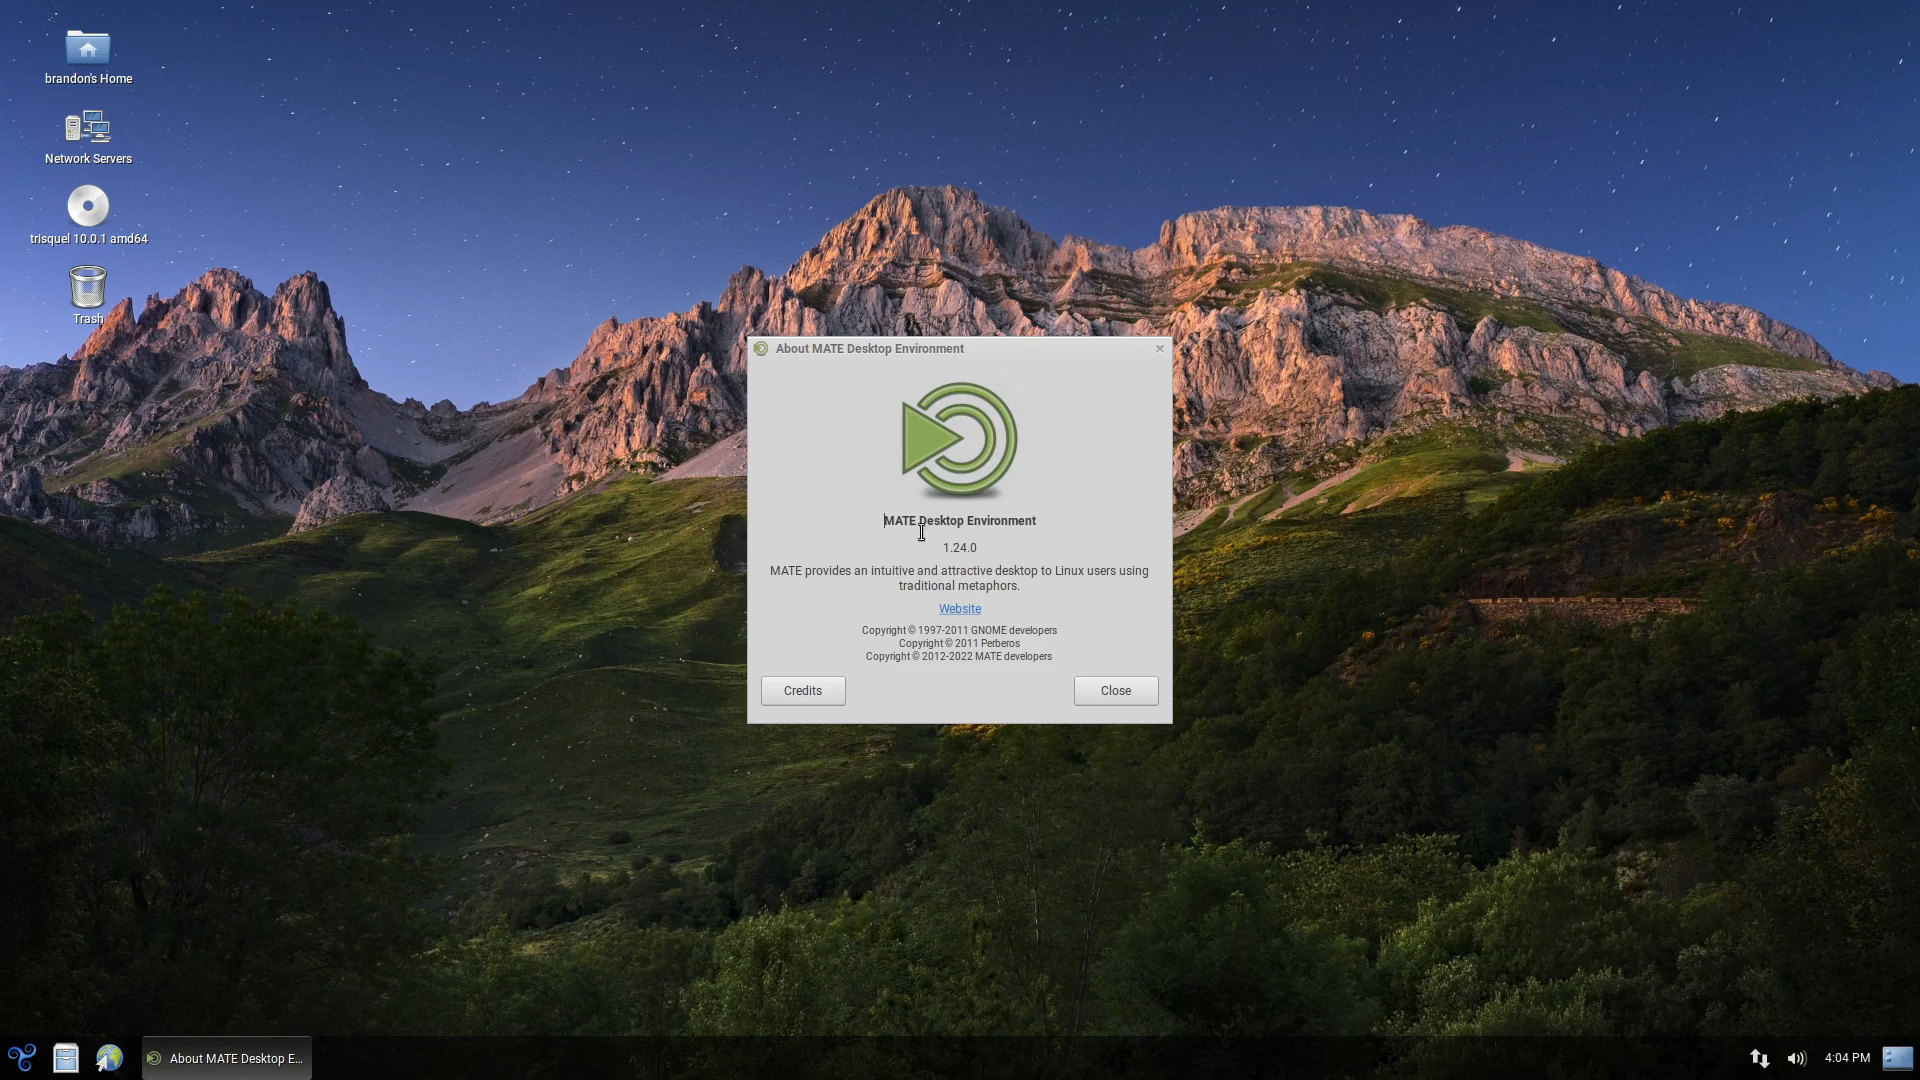 brandon's Home
Network Servers
trisquel 10.0.1 amd64
Trash
About MATE Desktop Environment
MATE Desktop Environment
1.24.0
MATE provides an intuitive and attractive desktop to Linux users using
traditional metaphors.
Website
Copyright © 1997-2011 GNOME developers
Copyright © 2011 Perberos
Copyright © 2012-2022 MATE developers
Credits
Close
About MATE Desktop E...
4:04 PM